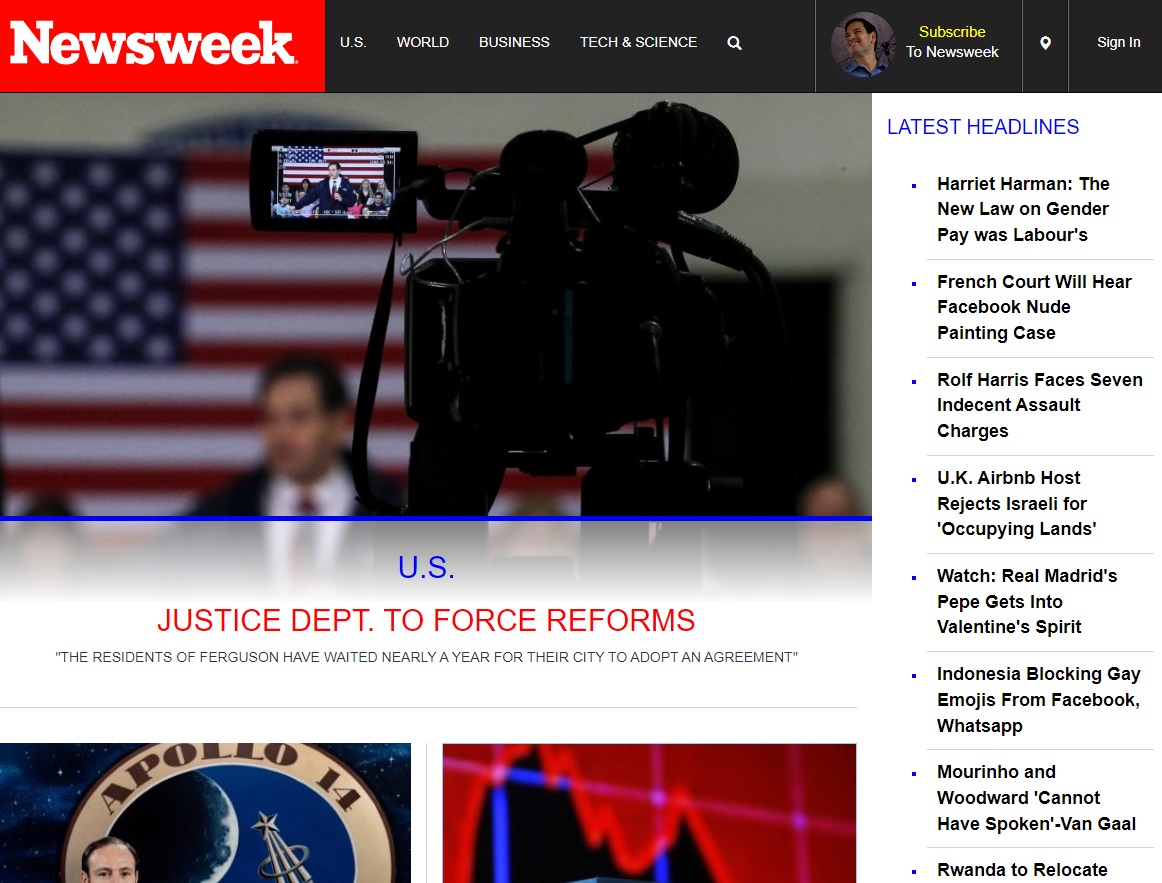 Newsweek
U.S.
WORLD
BUSINESS
TECH & SCIENCE
Subscribe
To Newsweek
Sign In
LATEST HEADLINES
Harriet Harman: The
New Law on Gender
Pay was Labour's
French Court Will Hear
Facebook Nude
Painting Case
Rolf Harris Faces Seven
Indecent Assault
Charges
U.K. Airbnb Host
Rejects Israeli for
'Occupying Lands'
Watch: Real Madrid's
Pepe Gets Into
Valentine's Spirit
Indonesia Blocking Gay
Emojis From Facebook,
Whatsapp
Mourinho and
Woodward 'Cannot
Have Spoken'-Van Gaal
Rwanda to Relocate
U.S.
JUSTICE DEPT. TO FORCE REFORMS
"THE RESIDENTS OF FERGUSON HAVE WAITED NEARLY A YEAR FOR THEIR CITY TO ADOPT AN AGREEMENT"
APOLLO 14